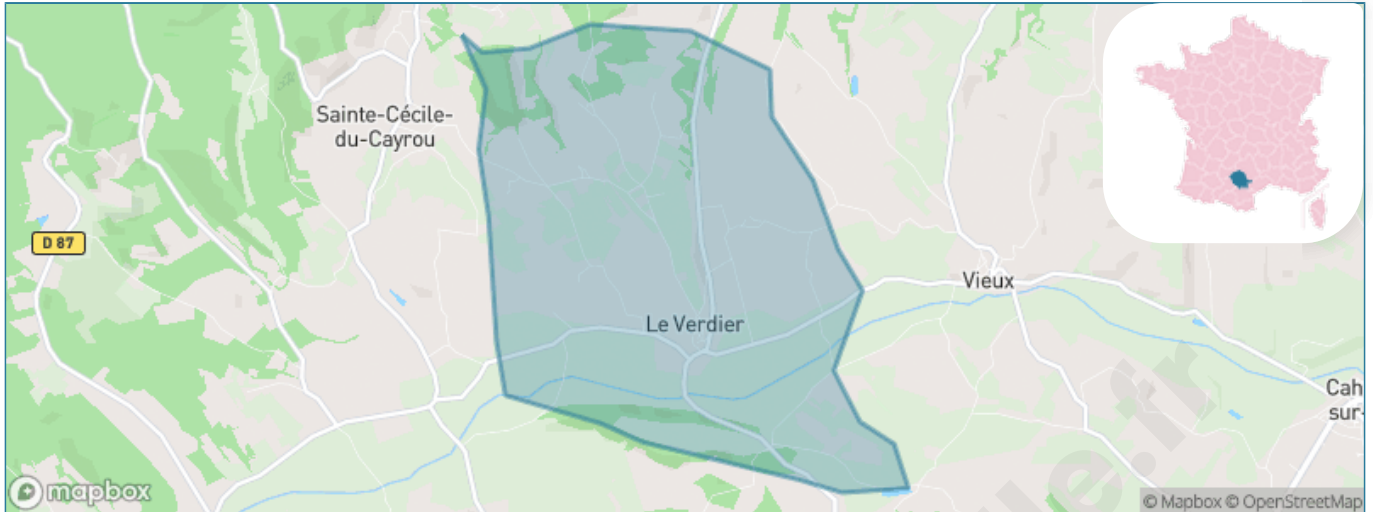 Sainte-Cécile-
du-Cayrou
D 87
Vieux
Le Verdier
Cah
sur-
mapbox
© Mapbox © OpenStreetMap